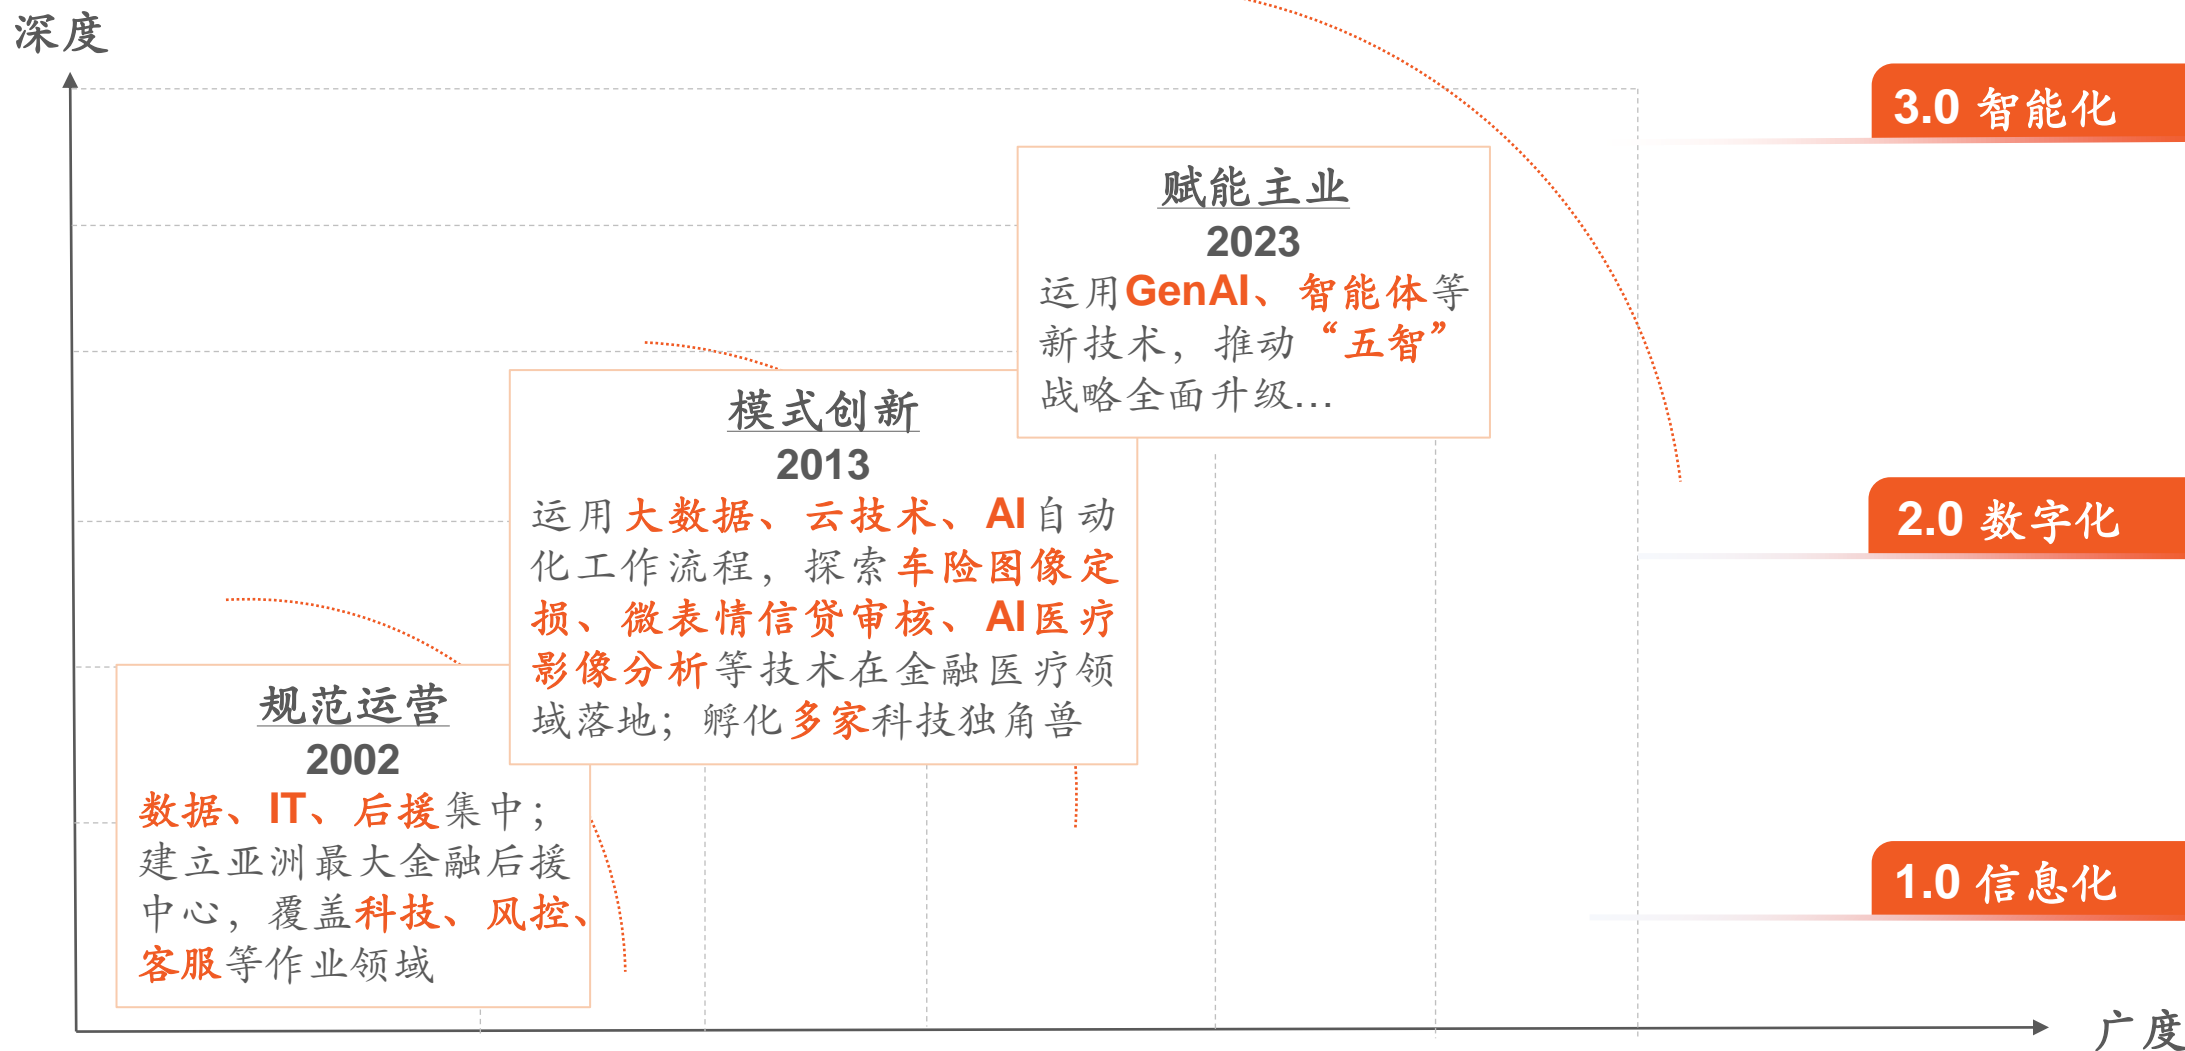 深度
3.0 智能化
赋能主业
2023
运用GenAI、智能体等
新技术，推动“五智”
战略全面升级…
模式创新
2013
运用大数据、云技术、AI自动
化工作流程，探索车险图像定
损、微表情信贷审核、AI医疗
影像分析等技术在金融医疗领
域落地；孵化多家科技独角兽
2.0 数字化
规范运营
2002
数据、IT、后援集中；
建立亚洲最大金融后援
中心，覆盖科技、风控、
客服等作业领域
1.0 信息化
广度